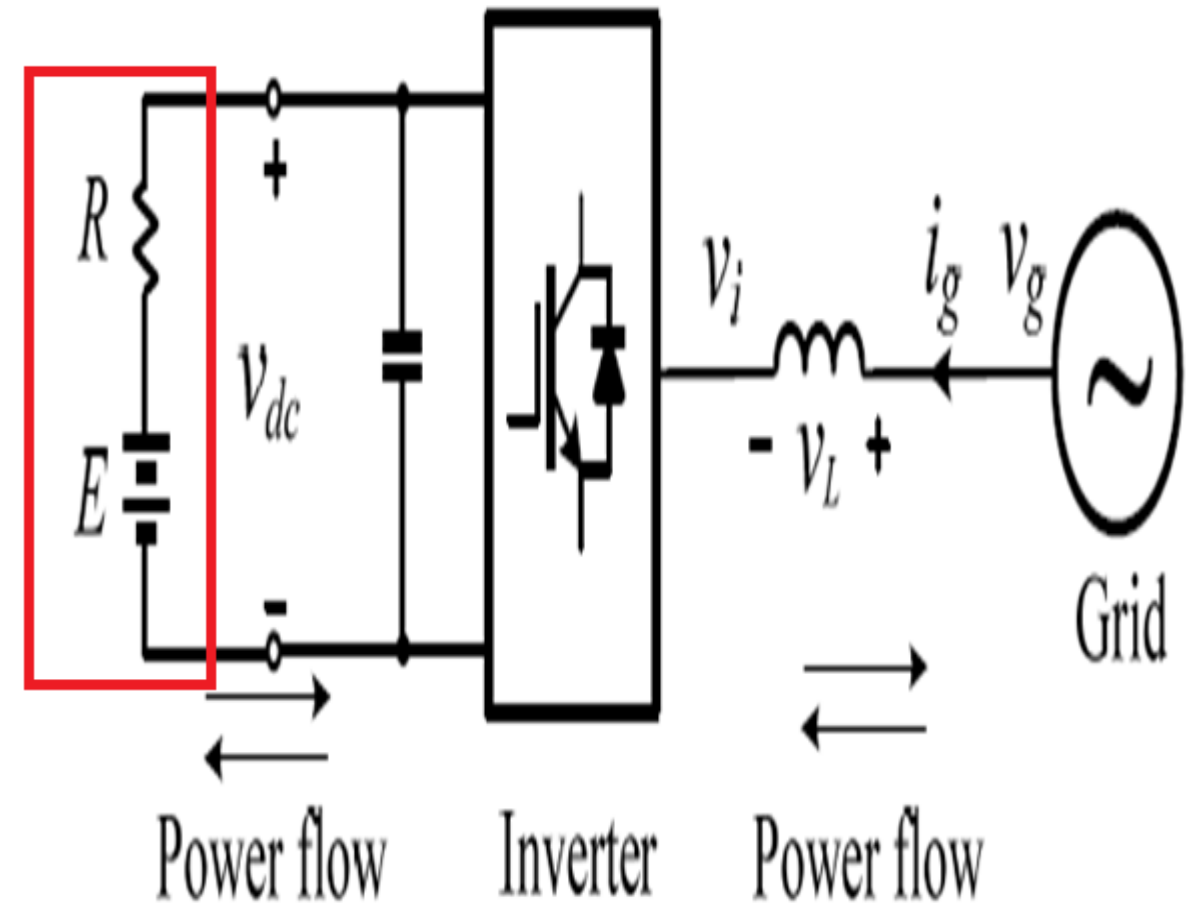 R
+
E
v_dc
-
v_i
i_g
v_g
- v_L +
~
Grid
Power flow
Inverter
Power flow